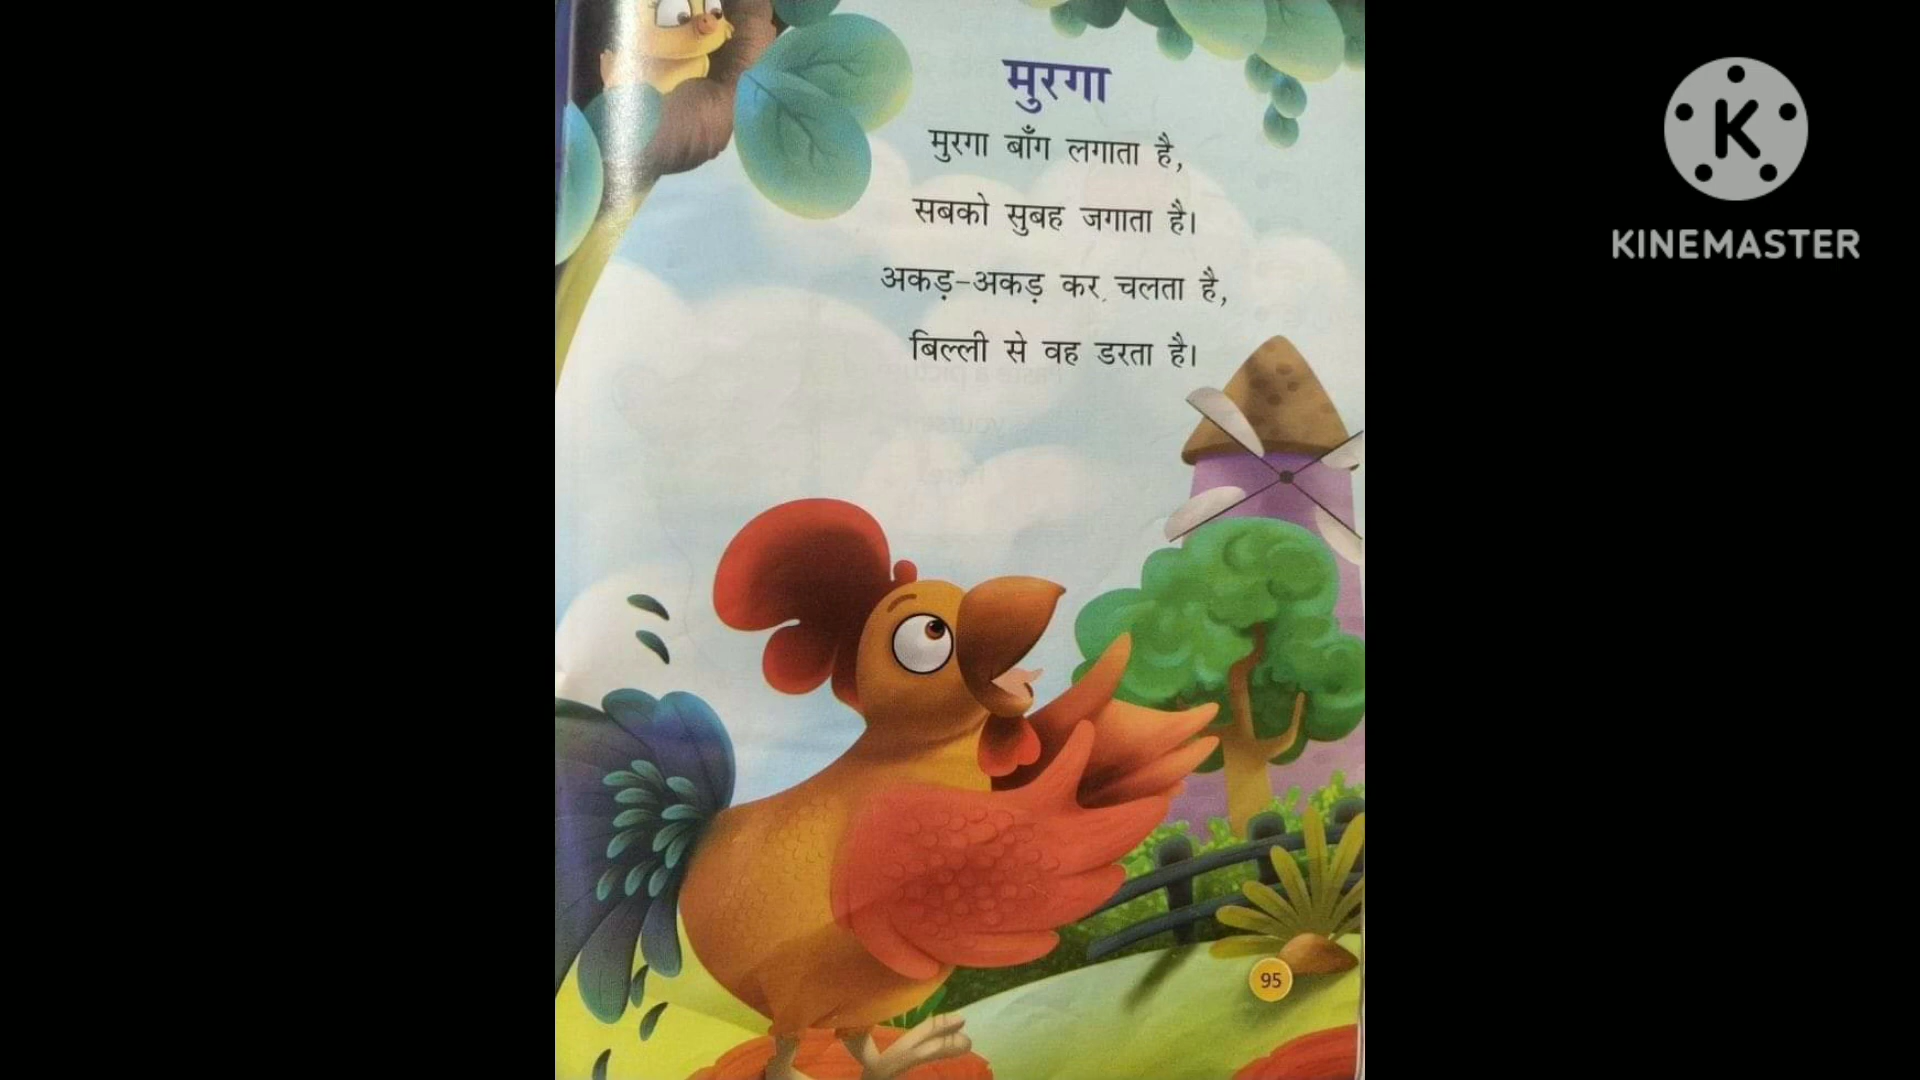 मुरगा
मुरगा बाँग लगाता है,
सबको सुबह जगाता है।
अकड़-अकड़ कर चलता है,
बिल्ली से वह डरता है।
95
K
KINEMASTER